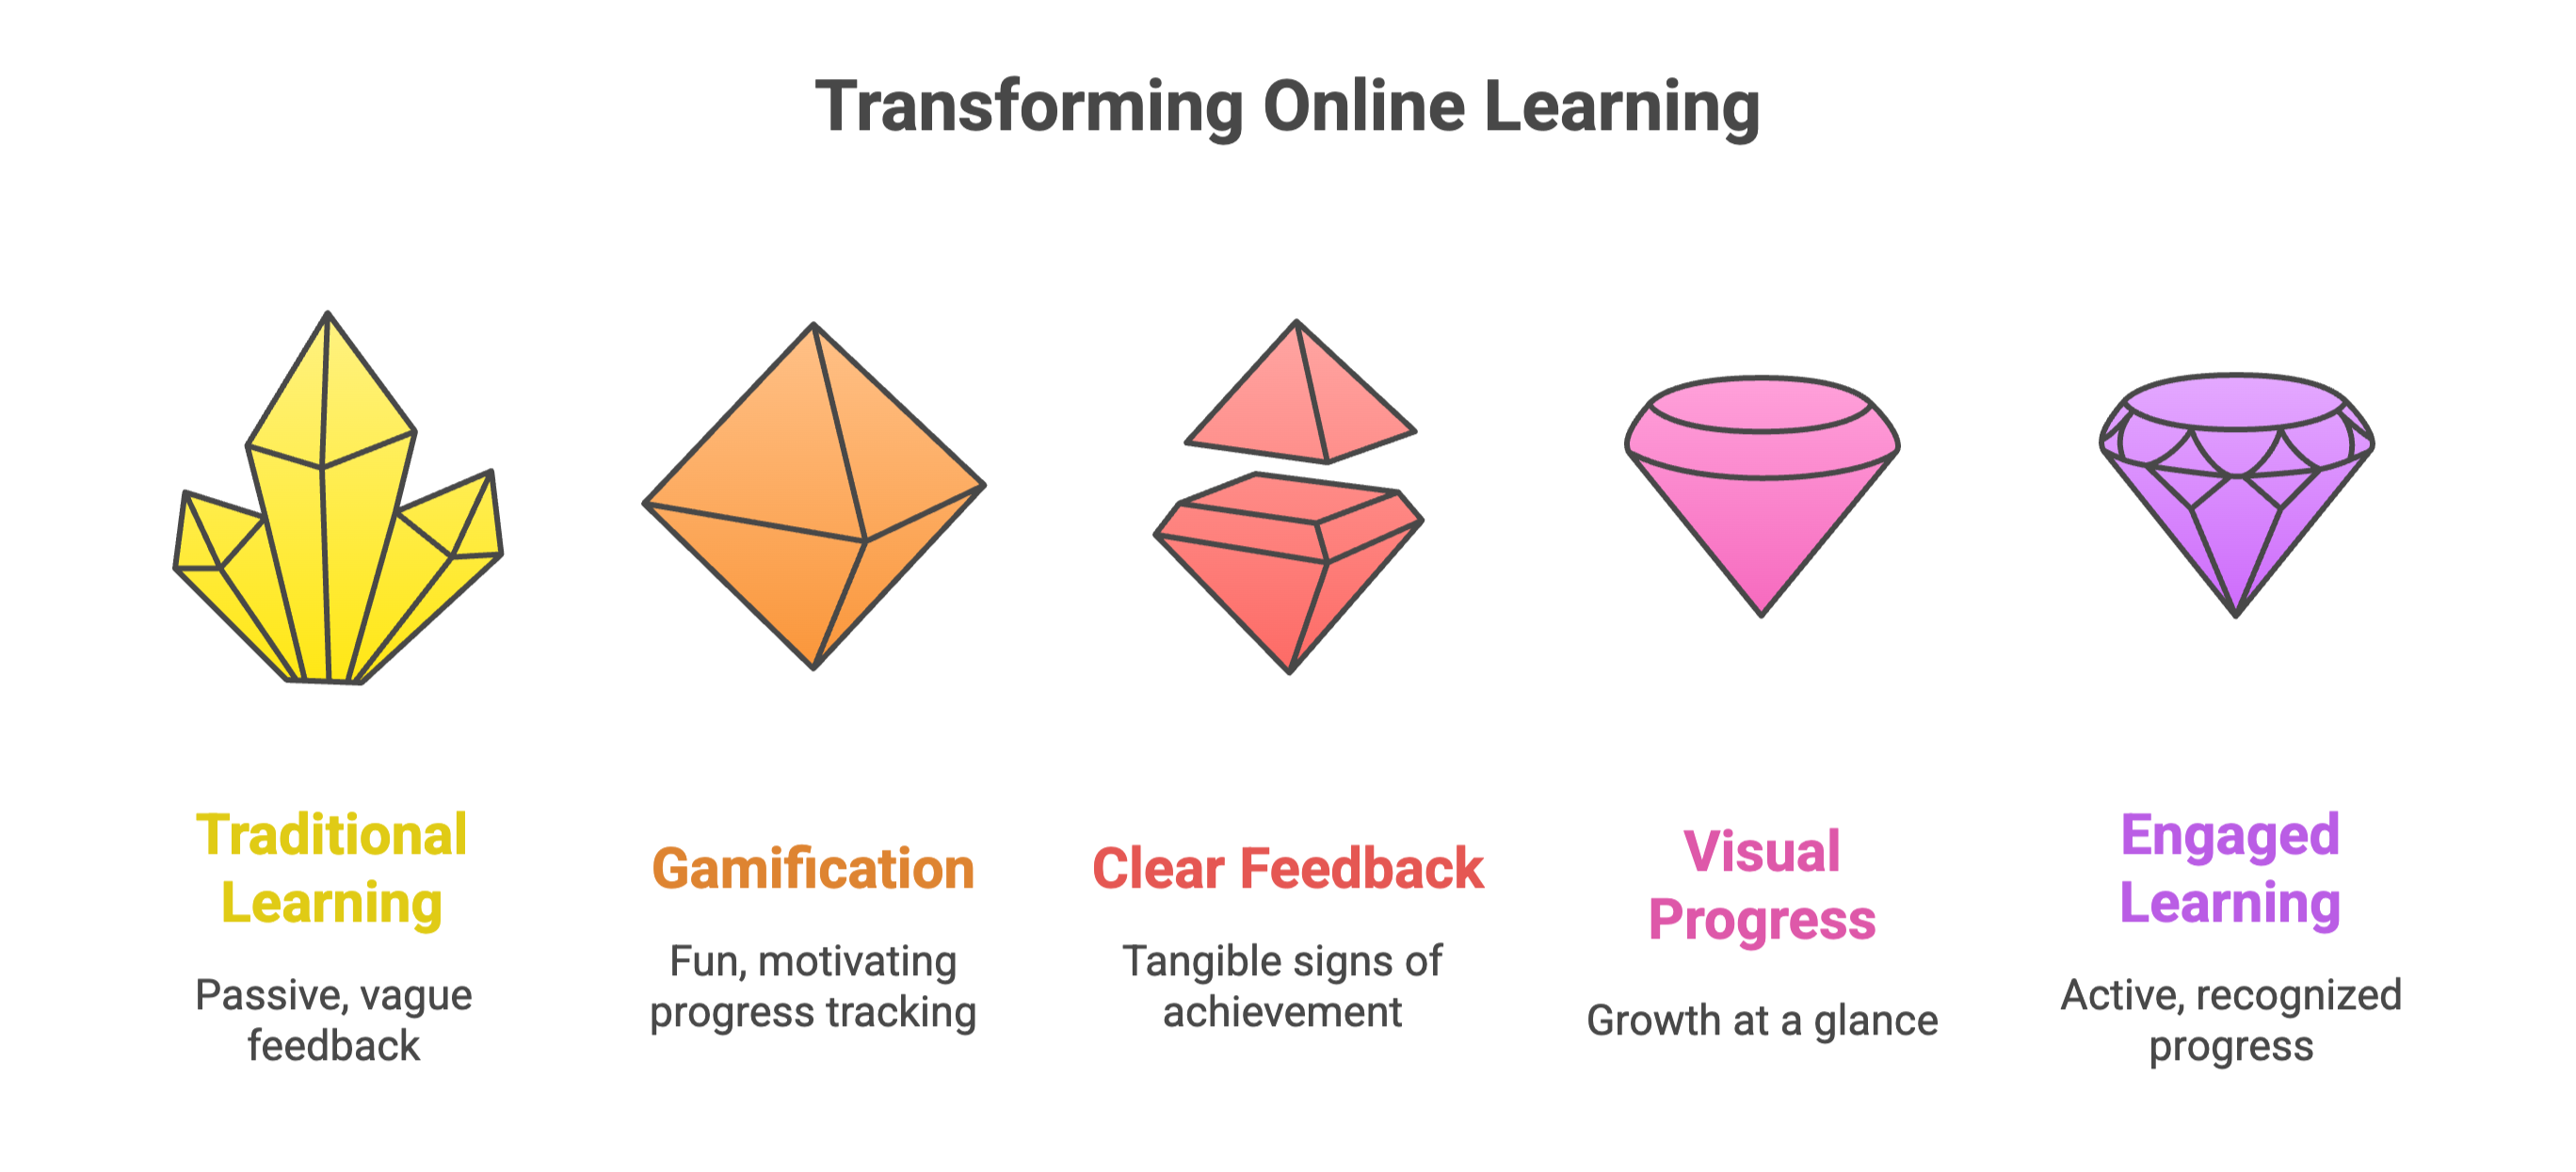 Transforming Online Learning
Traditional
Learning
Passive, vague
feedback
Gamification
Fun, motivating
progress tracking
Clear Feedback
Tangible signs of
achievement
Visual
Progress
Growth at a glance
Engaged
Learning
Active, recognized
progress